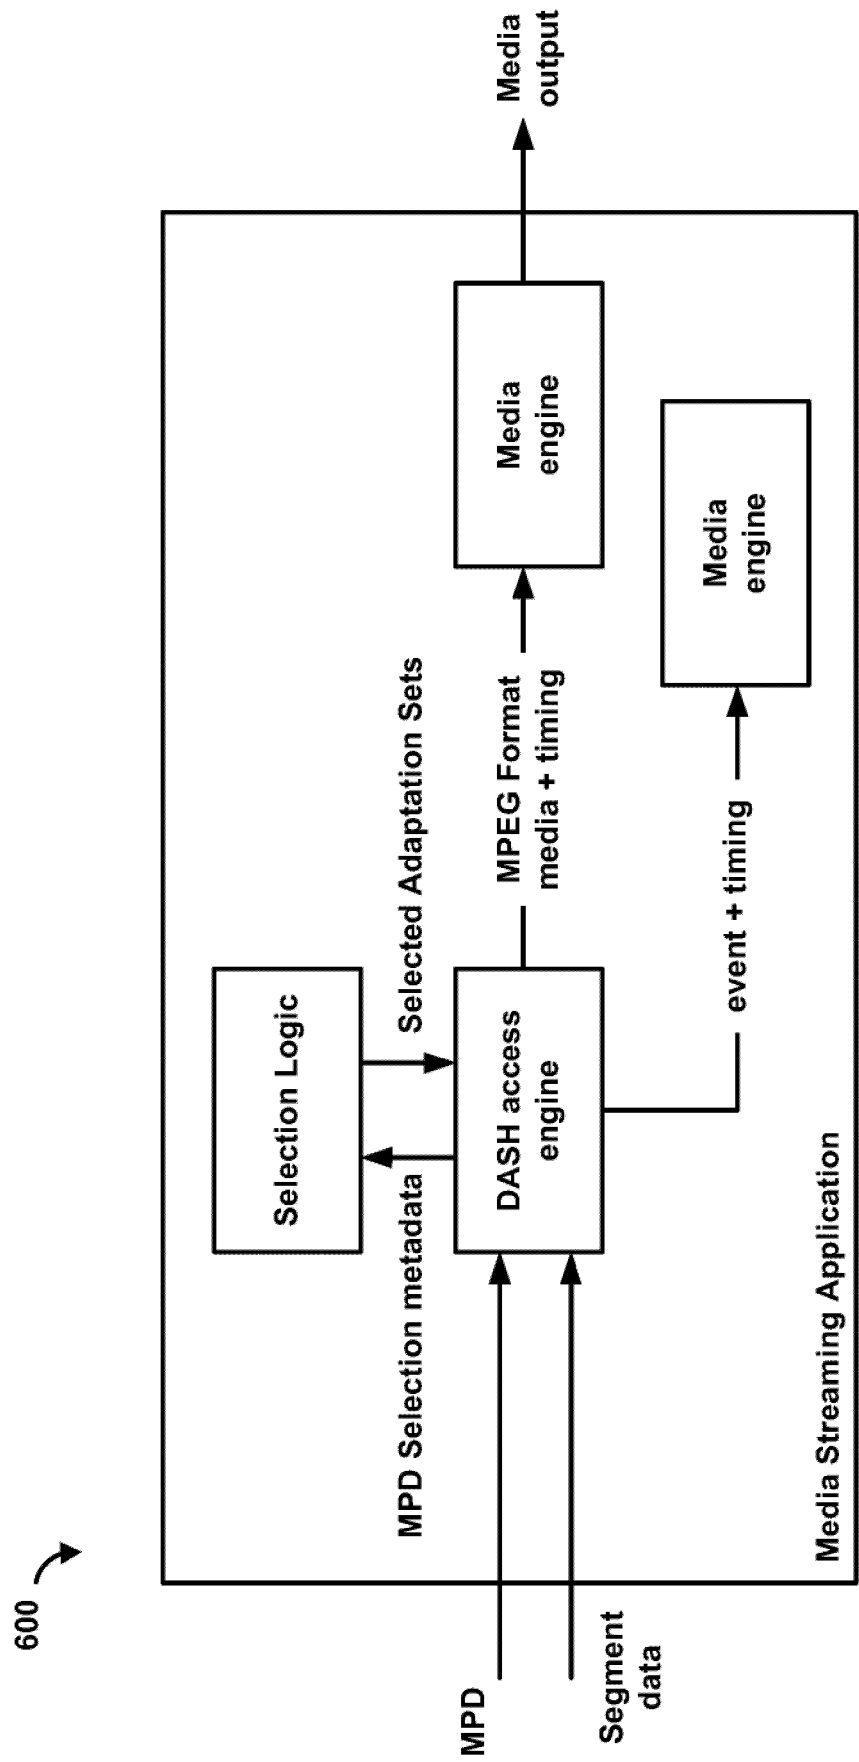 600
Selection Logic
MPD Selection metadata
Selected Adaptation Sets
MPD
Segment
data
DASH access
engine
MPEG Format
media + timing
Media
engine
Media
output
event + timing
Media
engine
Media Streaming Application